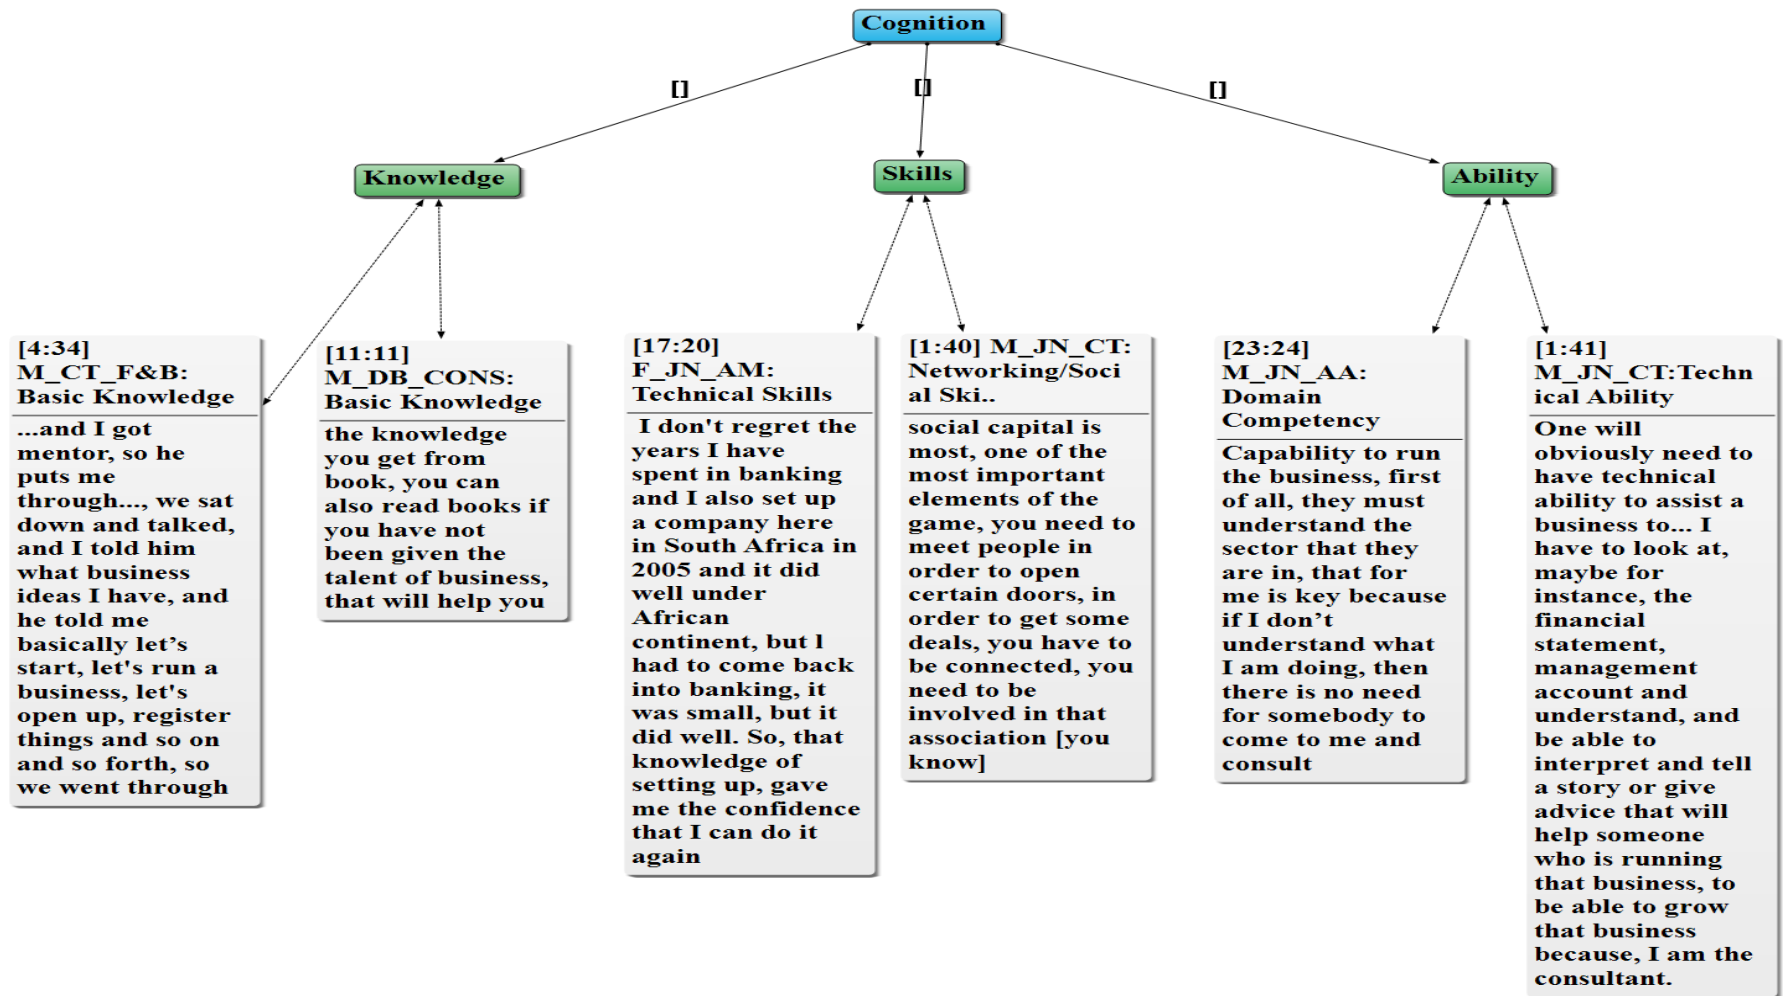 Cognition
[]
[]
[]
Knowledge
Skills
Ability
[4:34]
M_CT_F&B:
Basic Knowledge
...and I got
mentor, so he
puts me
through..., we sat
down and talked,
and I told him
what business
ideas I have, and
he told me
basically let’s
start, let's run a
business, let's
open up, register
things and so on
and so forth, so
we went through
[11:11]
M_DB_CONS:
Basic Knowledge
the knowledge
you get from
book, you can
also read books if
you have not
been given the
talent of business,
that will help you
[17:20]
F_JN_AM:
Technical Skills
I don't regret the
years I have
spent in banking
and I also set up
a company here
in South Africa in
2005 and it did
well under
African
continent, but l
had to come back
into banking, it
was small, but it
did well. So, that
knowledge of
setting up, gave
me the confidence
that I can do it
again
[1:40] M_JN_CT:
Networking/Soci
al Ski..
social capital is
most, one of the
most important
elements of the
game, you need to
meet people in
order to open
certain doors, in
order to get some
deals, you have to
be connected, you
need to be
involved in that
association [you
know]
[23:24]
M_JN_AA:
Domain
Competency
Capability to run
the business, first
of all, they must
understand the
sector that they
are in, that for
me is key because
if I don’t
understand what
I am doing, then
there is no need
for somebody to
come to me and
consult
[1:41]
M_JN_CT:Techn
ical Ability
One will
obviously need to
have technical
ability to assist a
business to... I
have to look at,
maybe for
instance, the
financial
statement,
management
account and
understand, and
be able to
interpret and tell
a story or give
advice that will
help someone
who is running
that business, to
be able to grow
that business
because, I am the
consultant.